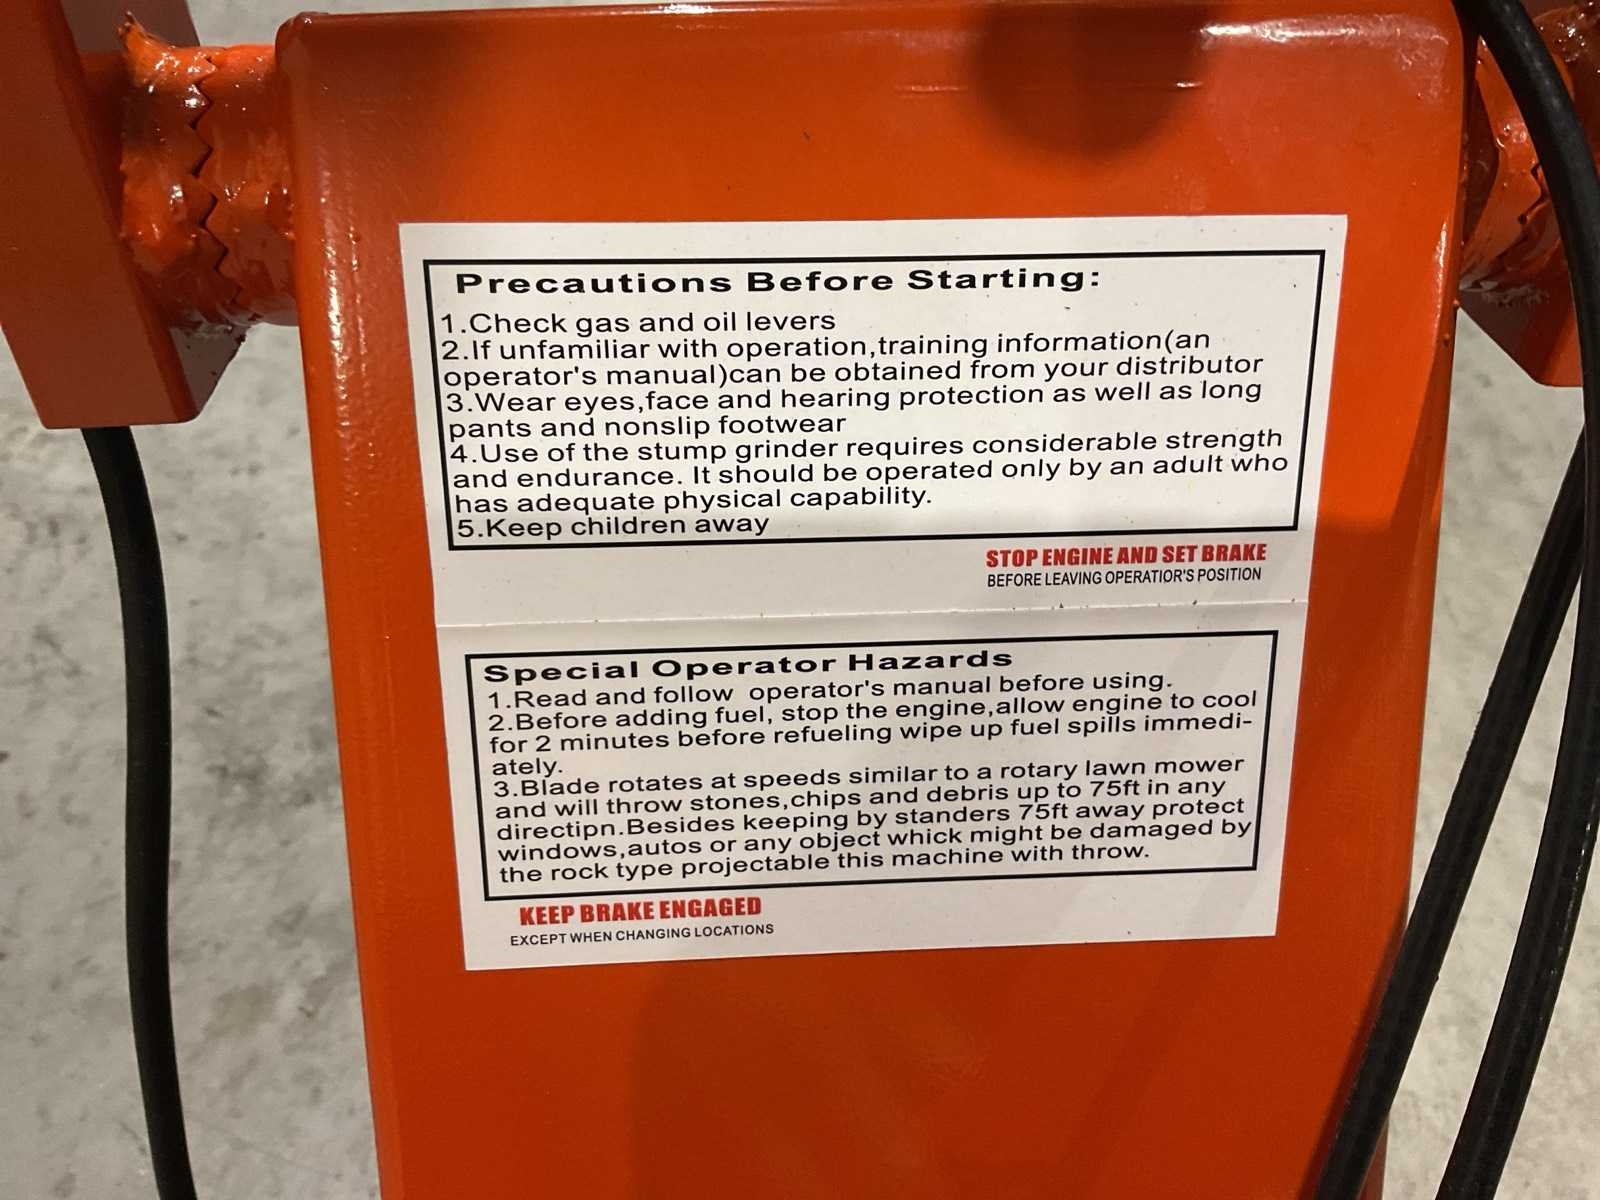 Precautions Before Starting:
1.Check gas and oil levers
2.If unfamiliar with operation,training information(an
operator's manual)can be obtained from your distributor
3.Wear eyes,face and hearing protection as well as long
pants and nonslip footwear
4.Use of the stump grinder requires considerable strength
and endurance. It should be operated only by an adult who
has adequate physical capability.
5.Keep children away
STOP ENGINE AND SET BRAKE
BEFORE LEAVING OPERATIOR'S POSITION
Special Operator Hazards
1.Read and follow operator's manual before using.
2.Before adding fuel, stop the engine,allow engine to cool
for 2 minutes before refueling wipe up fuel spills immedi-
ately.
3.Blade rotates at speeds similar to a rotary lawn mower
and will throw stones,chips and debris up to 75ft in any
directipn.Besides keeping by standers 75ft away protect
windows,autos or any object whick might be damaged by
the rock type projectable this machine with throw.
KEEP BRAKE ENGAGED
EXCEPT WHEN CHANGING LOCATIONS